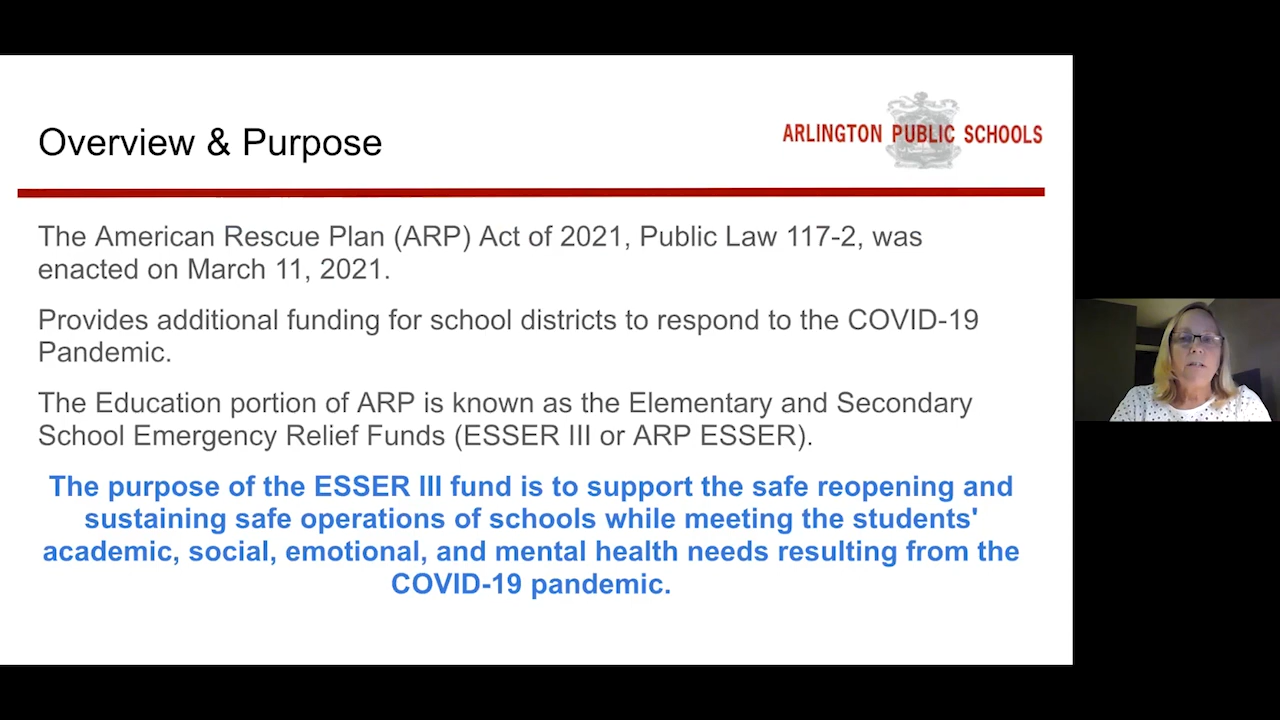 Overview & Purpose
ARLINGTON PUBLIC SCHOOLS
The American Rescue Plan (ARP) Act of 2021, Public Law 117-2, was
enacted on March 11, 2021.
Provides additional funding for school districts to respond to the COVID-19
Pandemic.
The Education portion of ARP is known as the Elementary and Secondary
School Emergency Relief Funds (ESSER III or ARP ESSER).
The purpose of the ESSER III fund is to support the safe reopening and
sustaining safe operations of schools while meeting the students'
academic, social, emotional, and mental health needs resulting from the
COVID-19 pandemic.